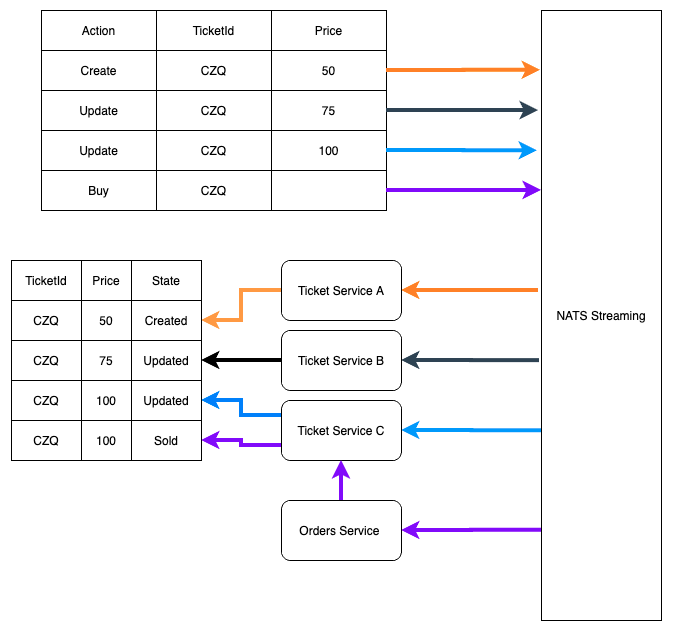 Action TicketId Price
Create CZQ 50
Update CZQ 75
Update CZQ 100
Buy CZQ
TicketId Price State
CZQ 50 Created
CZQ 75 Updated
CZQ 100 Updated
CZQ 100 Sold
Ticket Service A
Ticket Service B
Ticket Service C
Orders Service
NATS Streaming